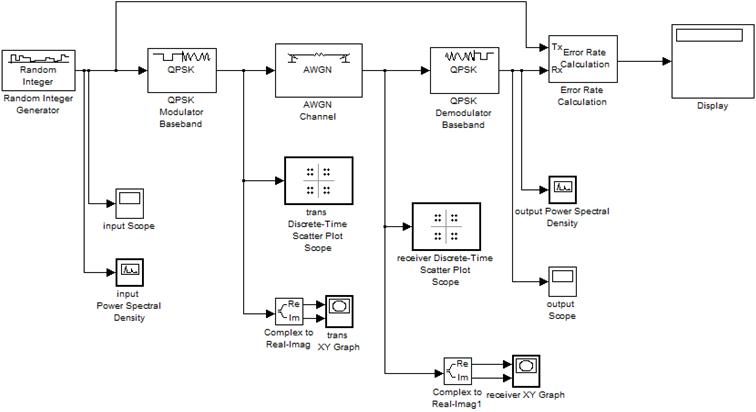 Random
Integer
Random Integer
Generator
QPSK
QPSK
Modulator
Baseband
AWGN
AWGN
Channel
QPSK
QPSK
Demodulator
Baseband
Tx
Rx
Error Rate
Calculation
Error Rate
Calculation
Display
input Scope
input
Power Spectral
Density
trans
Discrete-Time
Scatter Plot
Scope
receiver Discrete-Time
Scatter Plot
Scope
output Power Spectral
Density
output
Scope
Re
Im
Complex to
Real-Imag
trans
XY Graph
Re
Im
Complex to
Real-Imag1
receiver XY Graph